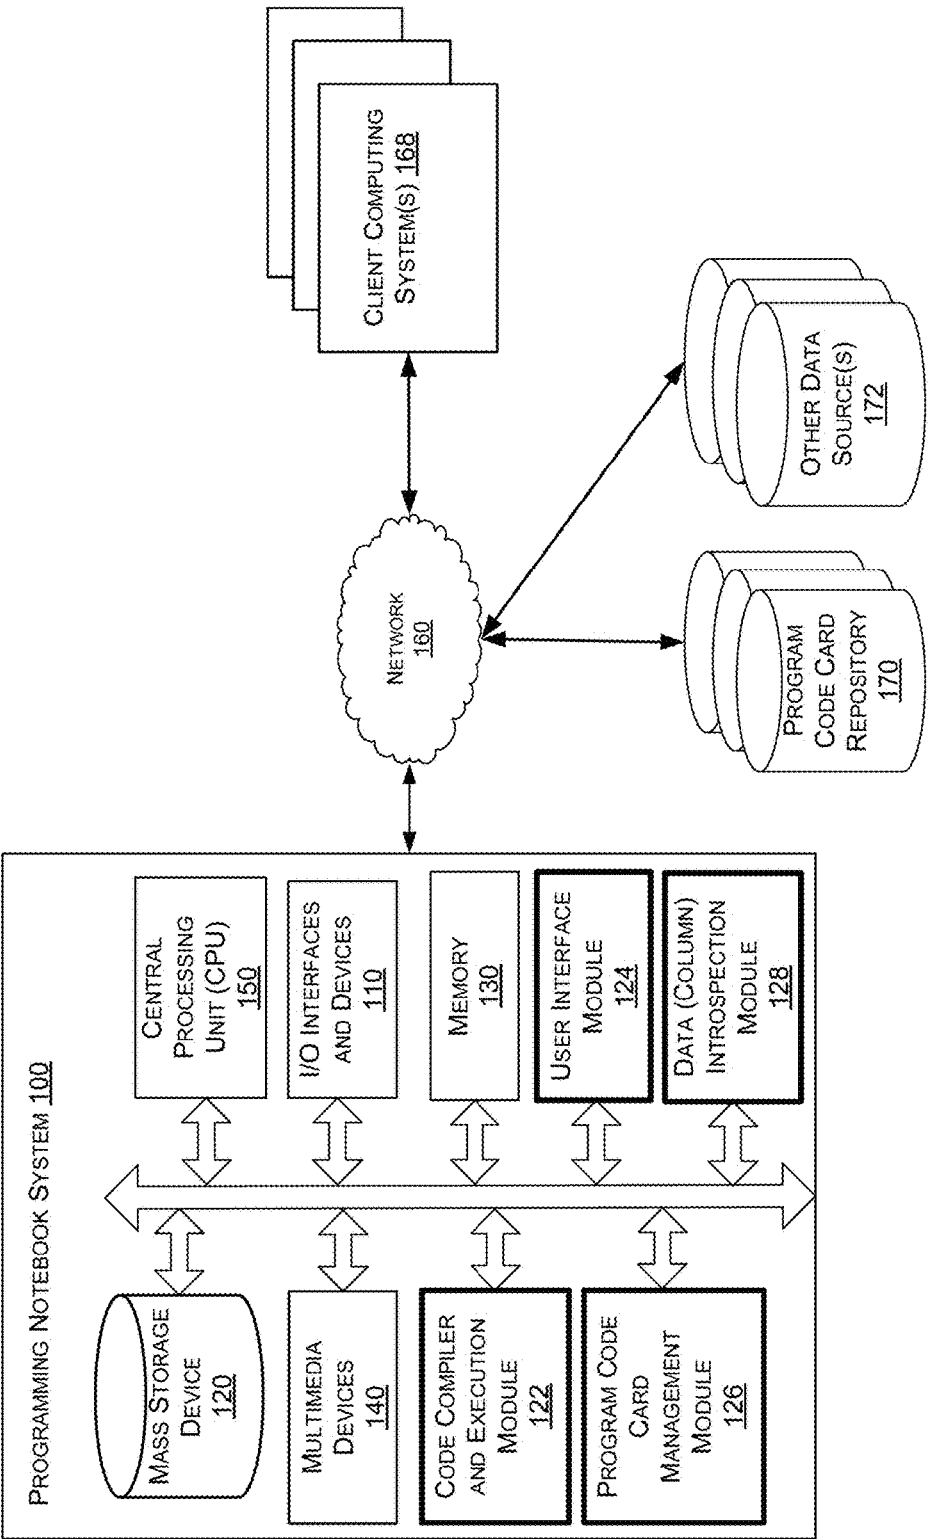 PROGRAMMING NOTEBOOK SYSTEM 100
MASS STORAGE
DEVICE
120
MULTIMEDIA
DEVICES
140
CODE COMPILER
AND EXECUTION
MODULE
122
PROGRAM CODE
CARD
MANAGEMENT
MODULE
126
CENTRAL
PROCESSING
UNIT (CPU)
150
I/O INTERFACES
AND DEVICES
110
MEMORY
130
USER INTERFACE
MODULE
124
DATA (COLUMN)
INTROSPECTION
MODULE
128
NETWORK
160
CLIENT COMPUTING
SYSTEM(S) 168
PROGRAM
CODE CARD
REPOSITORY
170
OTHER DATA
SOURCE(S)
172